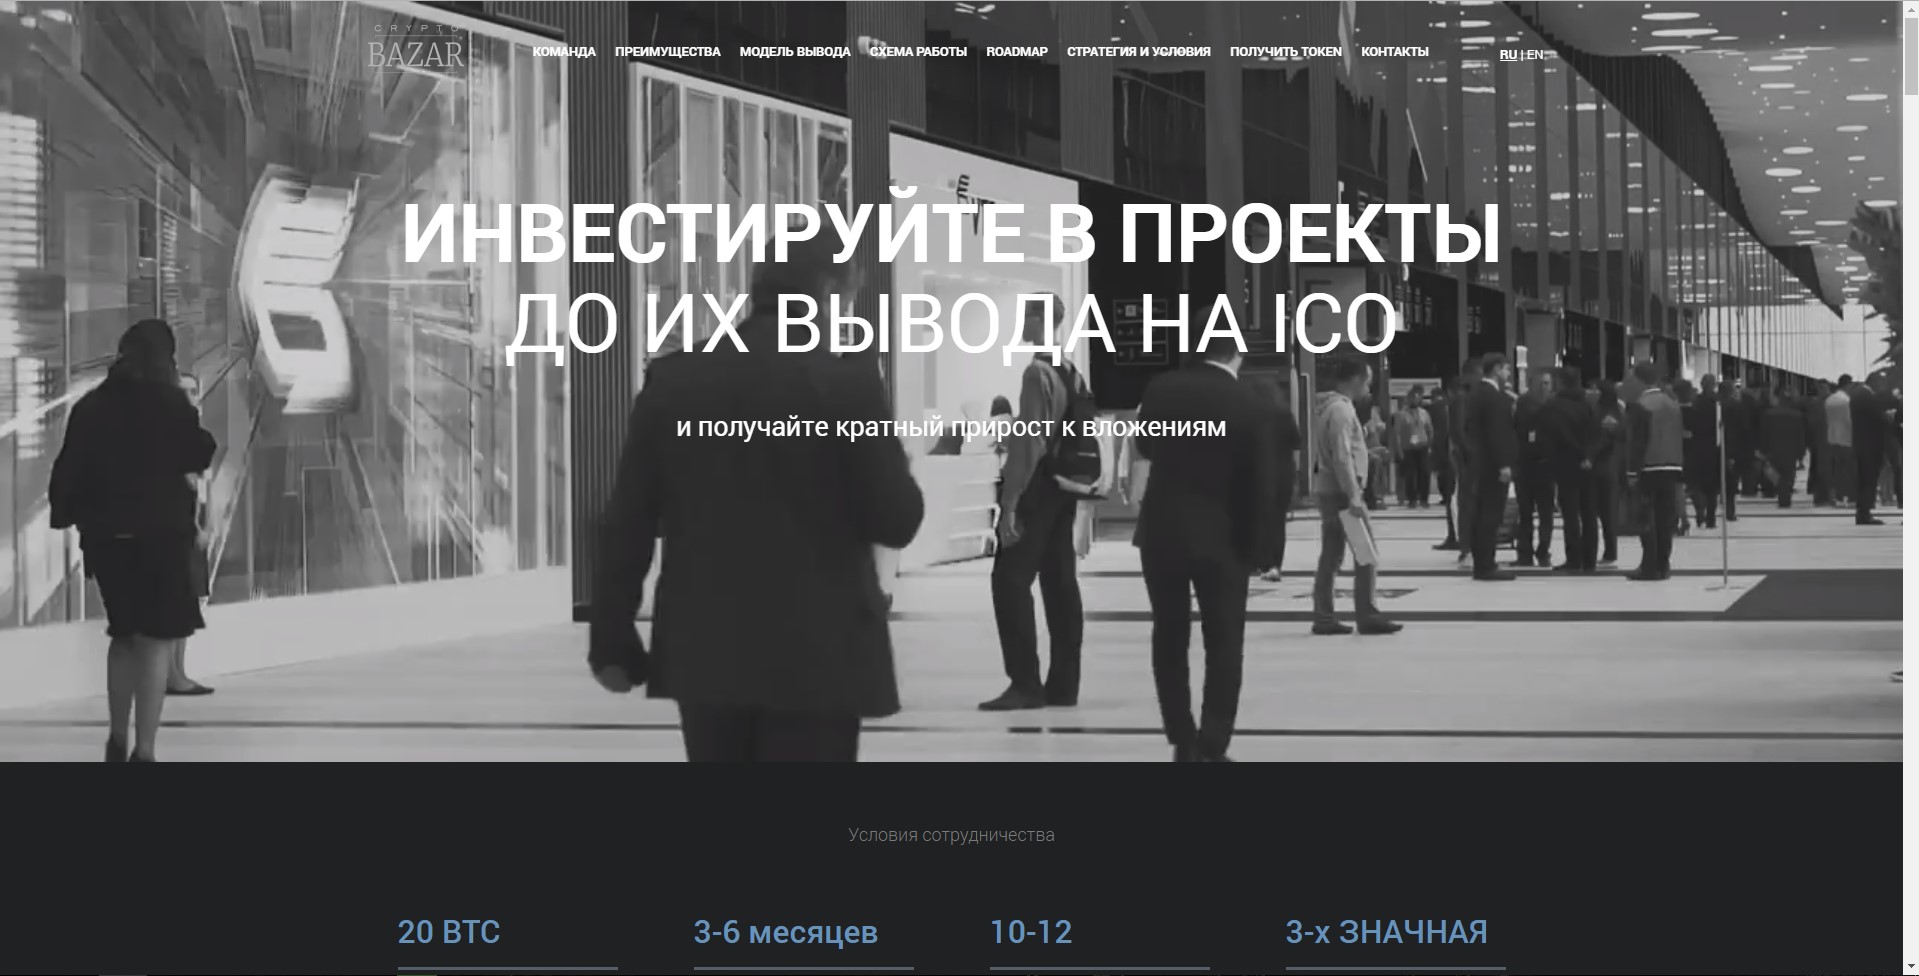 CRYPTO
BAZAR
КОМАНДА ПРЕИМУЩЕСТВА МОДЕЛЬ ВЫВОДА СХЕМА РАБОТЫ ROADMAP СТРАТЕГИЯ И УСЛОВИЯ ПОЛУЧИТЬ TOKEN КОНТАКТЫ RU | EN
ИНВЕСТИРУЙТЕ В ПРОЕКТЫ
ДО ИХ ВЫВОДА НА ICO
и получайте кратный прирост к вложениям
Условия сотрудничества
20 BTC 3-6 месяцев 10-12 3-х ЗНАЧНАЯ